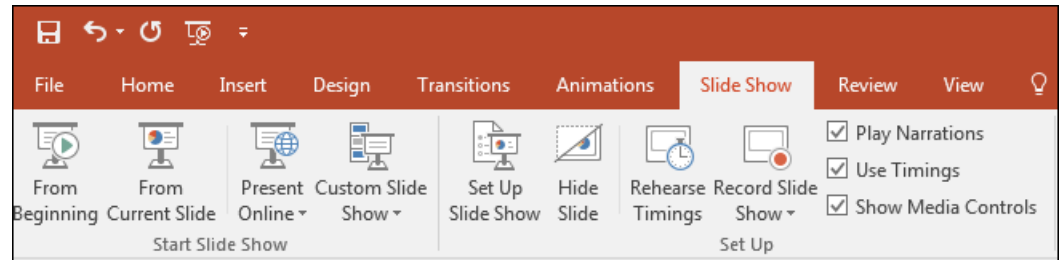 File Home Insert Design Transitions Animations Slide Show Review View
From Beginning
From Current Slide
Present Online
Custom Slide Show
Set Up Slide Show
Hide Slide
Rehearse Timings
Record Slide Show
Play Narrations
Use Timings
Show Media Controls
Start Slide Show
Set Up